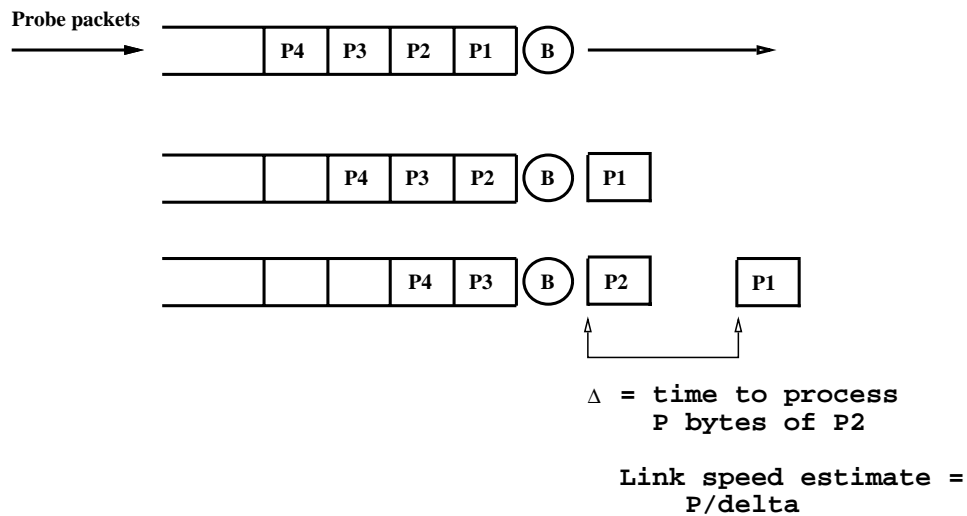 Probe packets
P4 P3 P2 P1 B
P4 P3 P2 B P1
P4 P3 B P2 P1
Δ = time to process
P bytes of P2
Link speed estimate =
P/delta